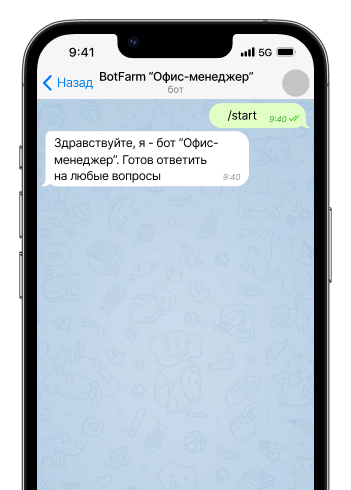 9:41
5G
Назад
BotFarm “Офис-менеджер”
бот
/start
9:40
Здравствуйте, я - бот “Офис-
менеджер”. Готов ответить
на любые вопросы
9:40